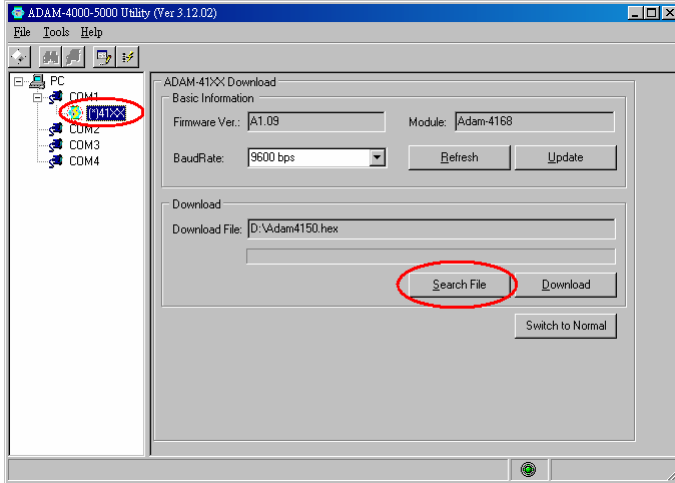 ADAM-4000-5000 Utility (Ver 3.12.02)
File Tools Help
PC
COM1
(*)41XX
COM2
COM3
COM4
ADAM-41XX Download
Basic Information
Firmware Ver.: A1.09 Module: Adam-4168
BaudRate: 9600 bps Refresh Update
Download
Download File: D:\Adam4150.hex
Search File Download
Switch to Normal